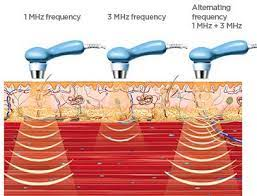 1 MHz frequency
3 MHz frequency
Alternating
frequency
1 MHz + 3 MHz